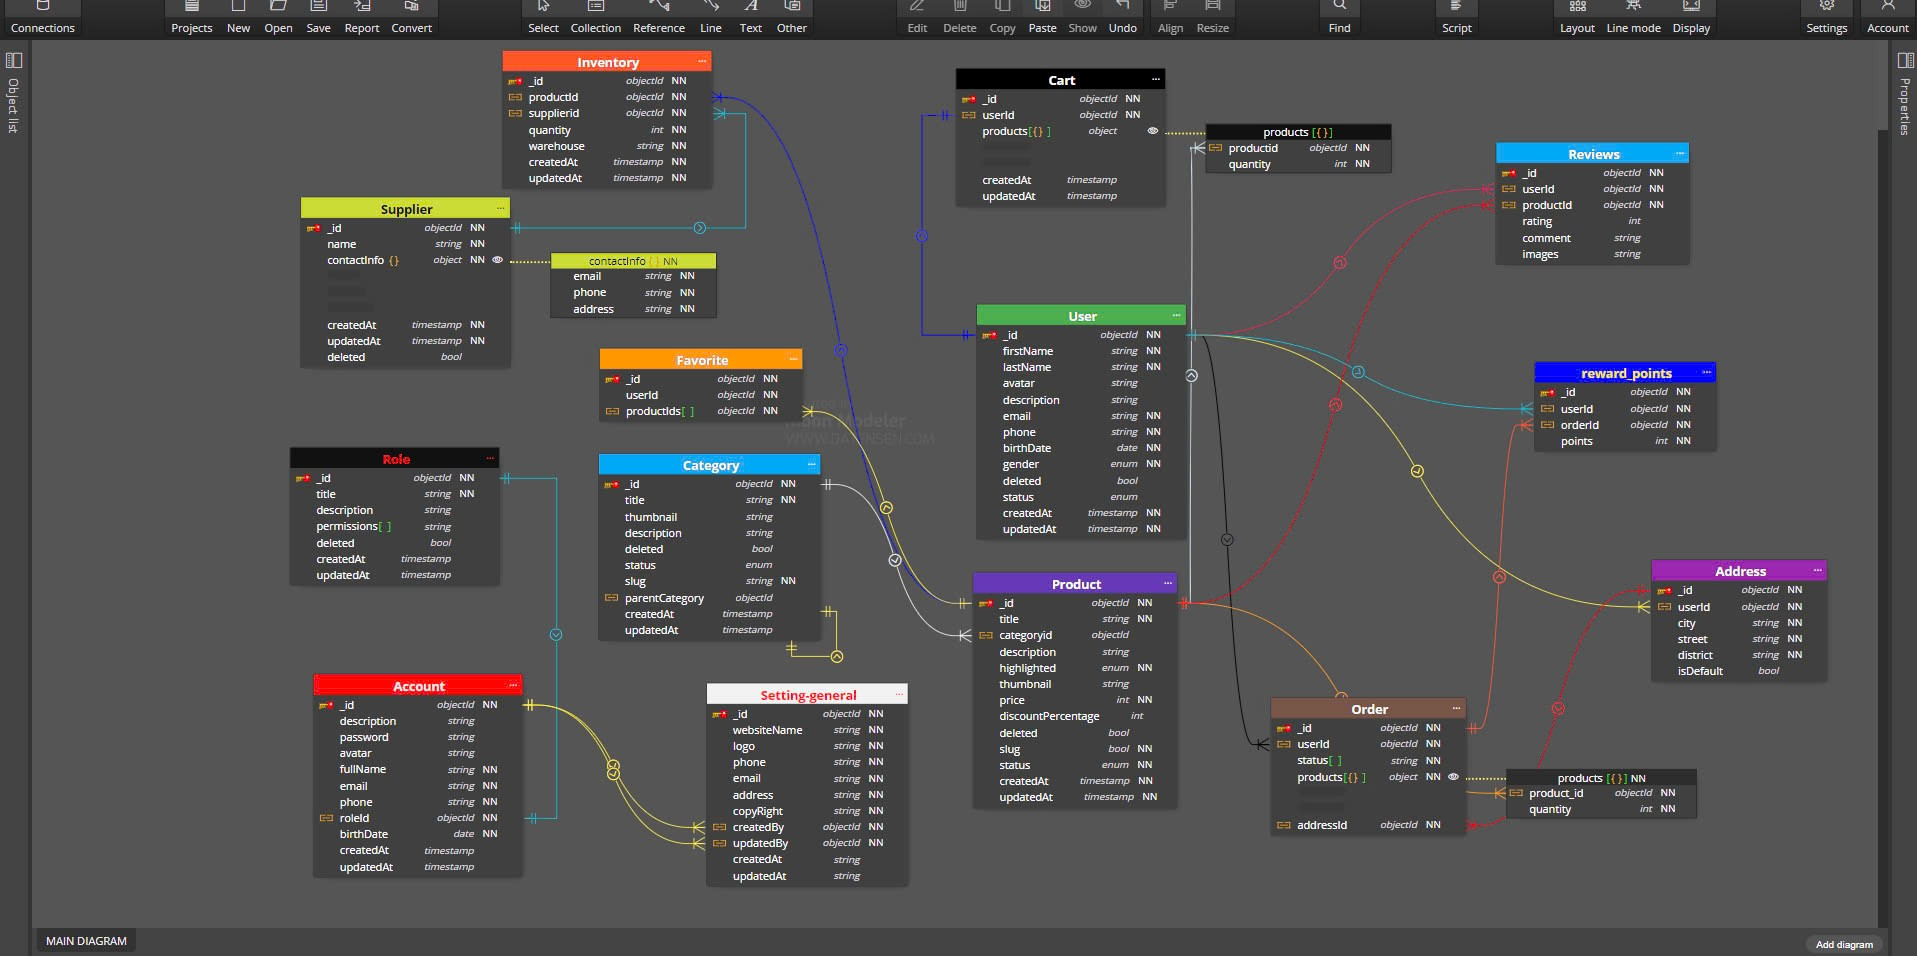 Connections Projects New Open Save Report Convert Select Collection Reference Line Text Other Edit Delete Copy Paste Show Undo Align Resize Find Script Layout Line mode Display Settings Account
Object list
Properties
Inventory ...
_id objectId NN
productId objectId NN
supplierid objectId NN
quantity int NN
warehouse string NN
createdAt timestamp NN
updatedAt timestamp NN
Cart ...
_id objectId NN
userId objectId NN
products[{} ] object
createdAt timestamp
updatedAt timestamp
products [{}]
productid objectId NN
quantity int NN
Reviews ...
_id objectId NN
userId objectId NN
productId objectId NN
rating int
comment string
images string
Supplier ...
_id objectId NN
name string NN
contactInfo {} object NN
createdAt timestamp NN
updatedAt timestamp NN
deleted bool
contactInfo { } NN
email string NN
phone string NN
address string NN
User ...
_id objectId NN
firstName string NN
lastName string NN
avatar string
description string
email string NN
phone string NN
birthDate date NN
gender enum NN
deleted bool
status enum
createdAt timestamp NN
updatedAt timestamp NN
Favorite ...
_id objectId NN
userId objectId NN
productIds[ ] objectId NN
Moon Modeler
WWW.DATENSEN.COM
reward_points ...
_id objectId NN
userId objectId NN
orderId objectId NN
points int NN
Role ...
_id objectId NN
title string NN
description string
permissions[ ] string
deleted bool
createdAt timestamp
updatedAt timestamp
Category ...
_id objectId NN
title string NN
thumbnail string
description string
deleted bool
status enum
slug string NN
parentCategory objectId
createdAt timestamp
updatedAt timestamp
Product ...
_id objectId NN
title string NN
categoryid objectId
description string
highlighted enum NN
thumbnail string
price int NN
discountPercentage int
deleted bool
slug bool NN
status enum NN
createdAt timestamp NN
updatedAt timestamp NN
Address ...
_id objectId NN
userId objectId NN
city string NN
street string NN
district string NN
isDefault bool
Account ...
_id objectId NN
description string
password string
avatar string
fullName string NN
email string NN
phone string NN
roleId objectId NN
birthDate date NN
createdAt timestamp
updatedAt timestamp
Setting-general ...
_id objectId NN
websiteName string NN
logo string NN
phone string NN
email string NN
address string NN
copyRight string NN
createdBy objectId NN
updatedBy objectId NN
createdAt string
updatedAt string
Order ...
_id objectId NN
userId objectId NN
status[ ] string NN
products[{} ] object NN
addressId objectId NN
products [{}] NN
product_id objectId NN
quantity int NN
MAIN DIAGRAM
Add diagram